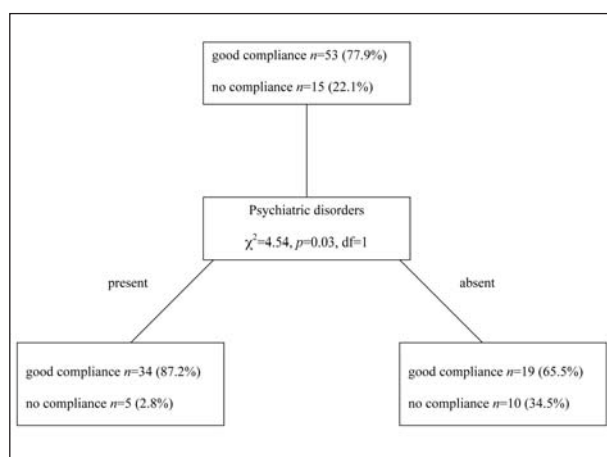 good compliance n=53 (77.9%)
no compliance n=15 (22.1%)
Psychiatric disorders
χ²=4.54, p=0.03, df=1
present
absent
good compliance n=34 (87.2%)
no compliance n=5 (2.8%)
good compliance n=19 (65.5%)
no compliance n=10 (34.5%)